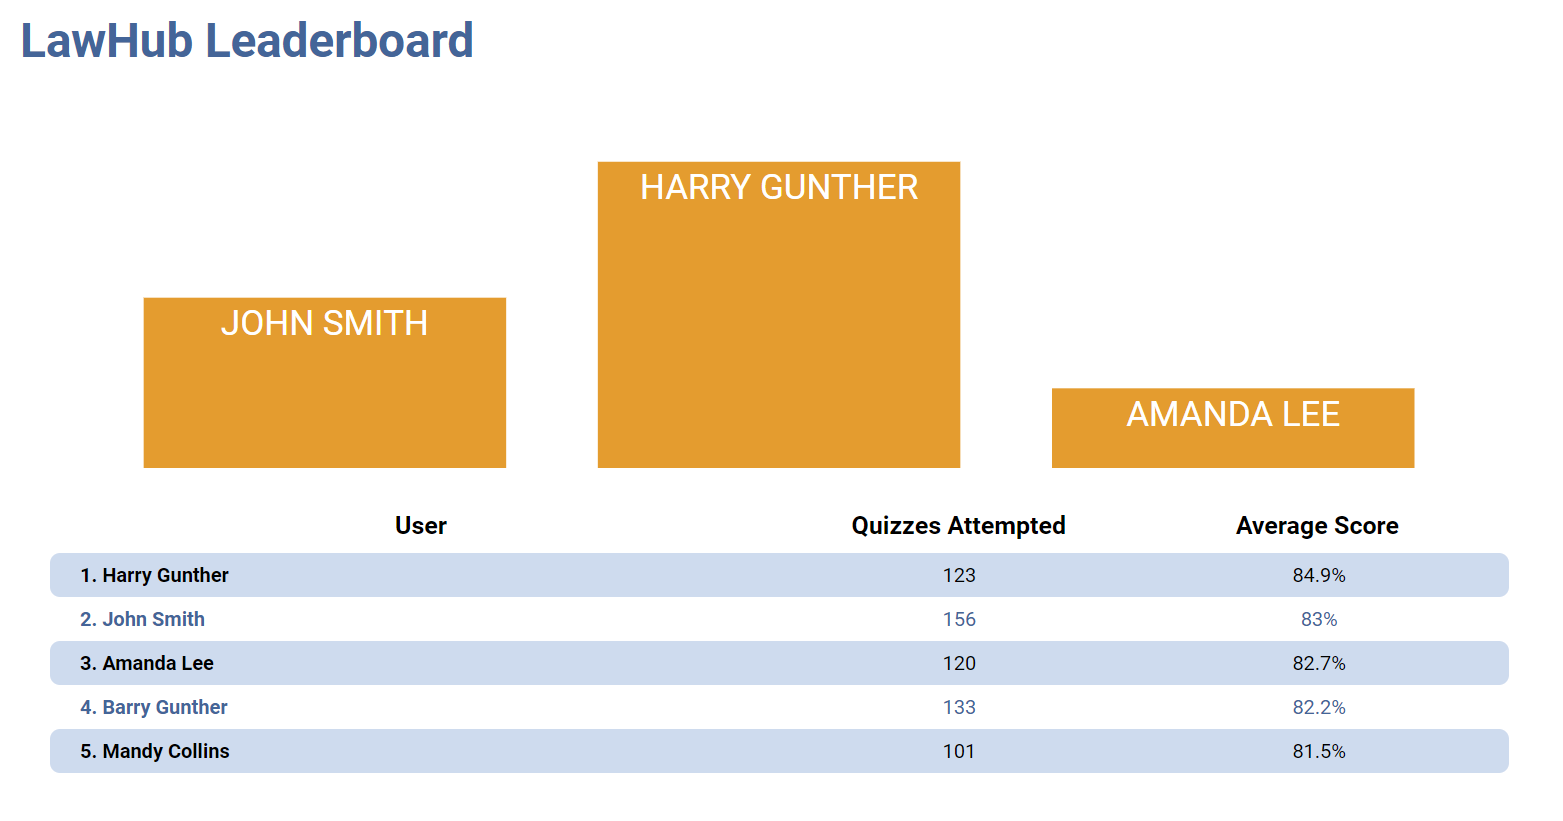 LawHub Leaderboard
HARRY GUNTHER
JOHN SMITH
AMANDA LEE
User Quizzes Attempted Average Score
1. Harry Gunther 123 84.9%
2. John Smith 156 83%
3. Amanda Lee 120 82.7%
4. Barry Gunther 133 82.2%
5. Mandy Collins 101 81.5%